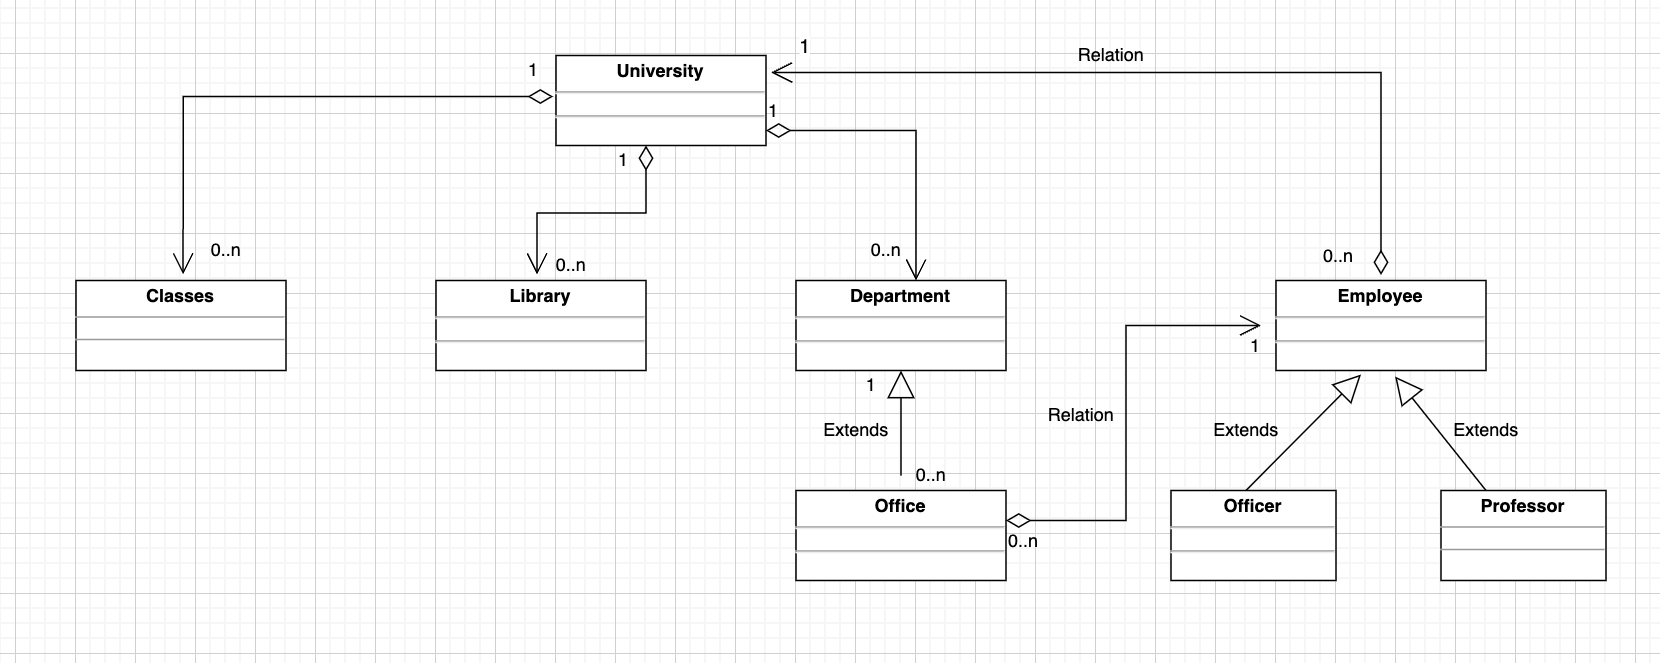 1
Relation
1
University
1
1
0..n
0..n
0..n
0..n
Classes
Library
Department
Employee
1
1
Relation
Extends
Extends
Extends
0..n
Office
Officer
Professor
0..n